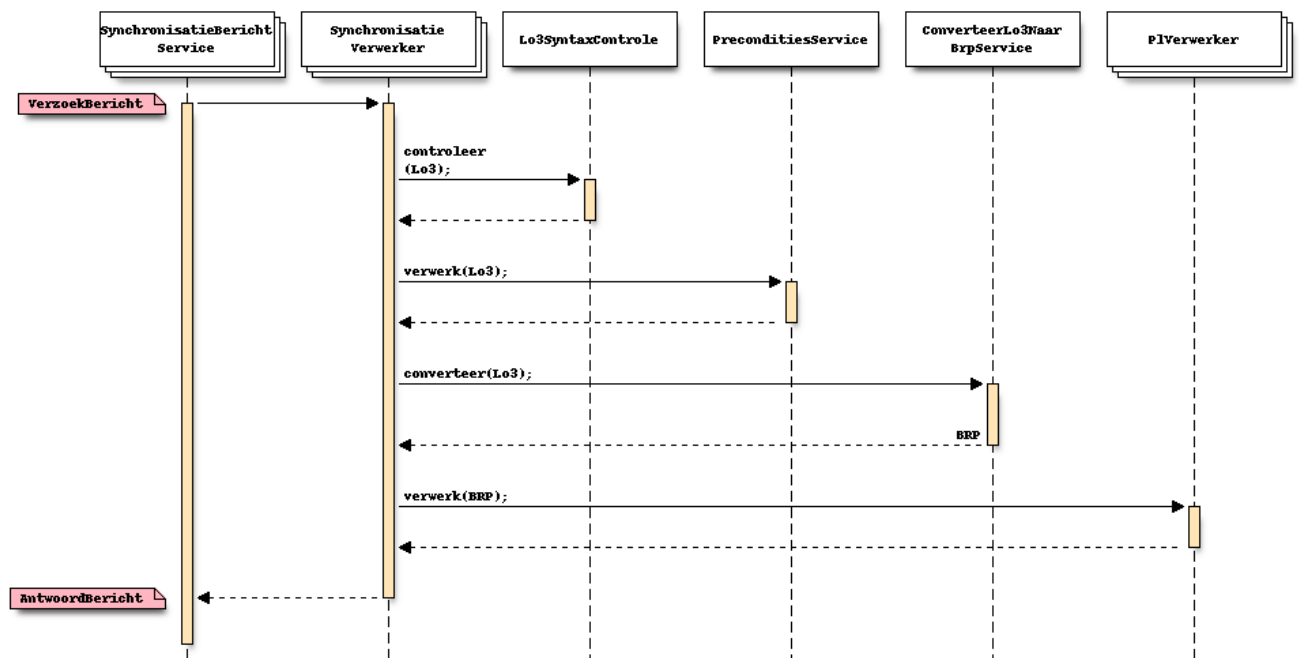 SynchronisatieBericht
Service
Synchronisatie
Verwerker
Lo3SyntaxControle
PreconditiesService
ConverteerLo3Naar
BrpService
PlVerwerker
VerzoekBericht
controleer
(Lo3);
verwerk(Lo3);
converteer(Lo3);
BRP
verwerk(BRP);
AntwoordBericht